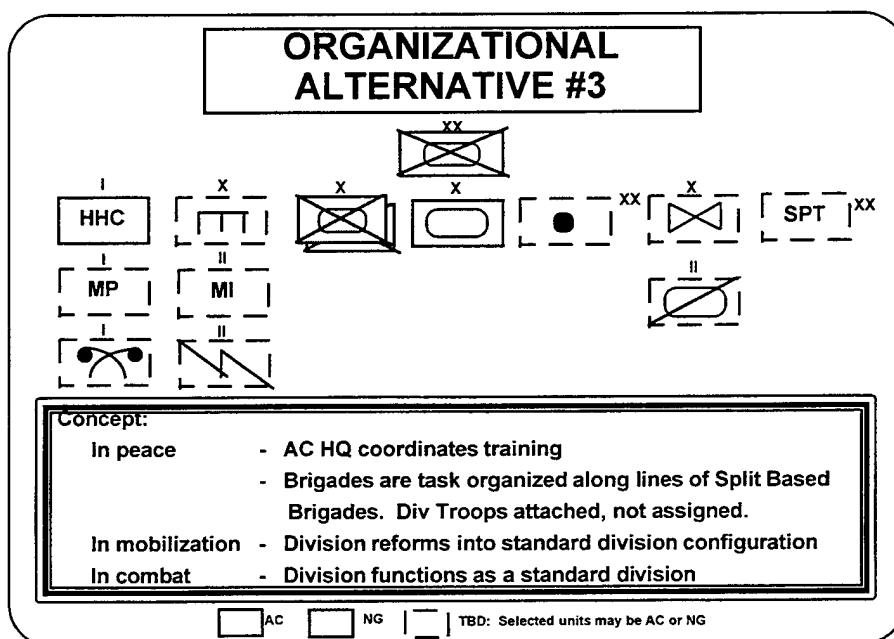 ORGANIZATIONAL
ALTERNATIVE #3
XX
I X X X XX X XX
HHC SPT
I II II
MP MI
I II
Concept:
In peace - AC HQ coordinates training
- Brigades are task organized along lines of Split Based
Brigades. Div Troops attached, not assigned.
In mobilization - Division reforms into standard division configuration
In combat - Division functions as a standard division
AC NG TBD: Selected units may be AC or NG